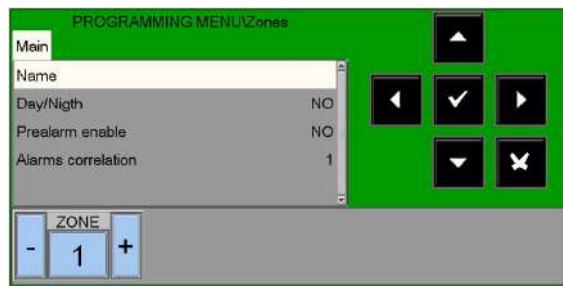 PROGRAMMING MENU\Zones
Main
Name
Day/Nigth NO
Prealarm enable NO
Alarms correlation 1
ZONE
- 1 +